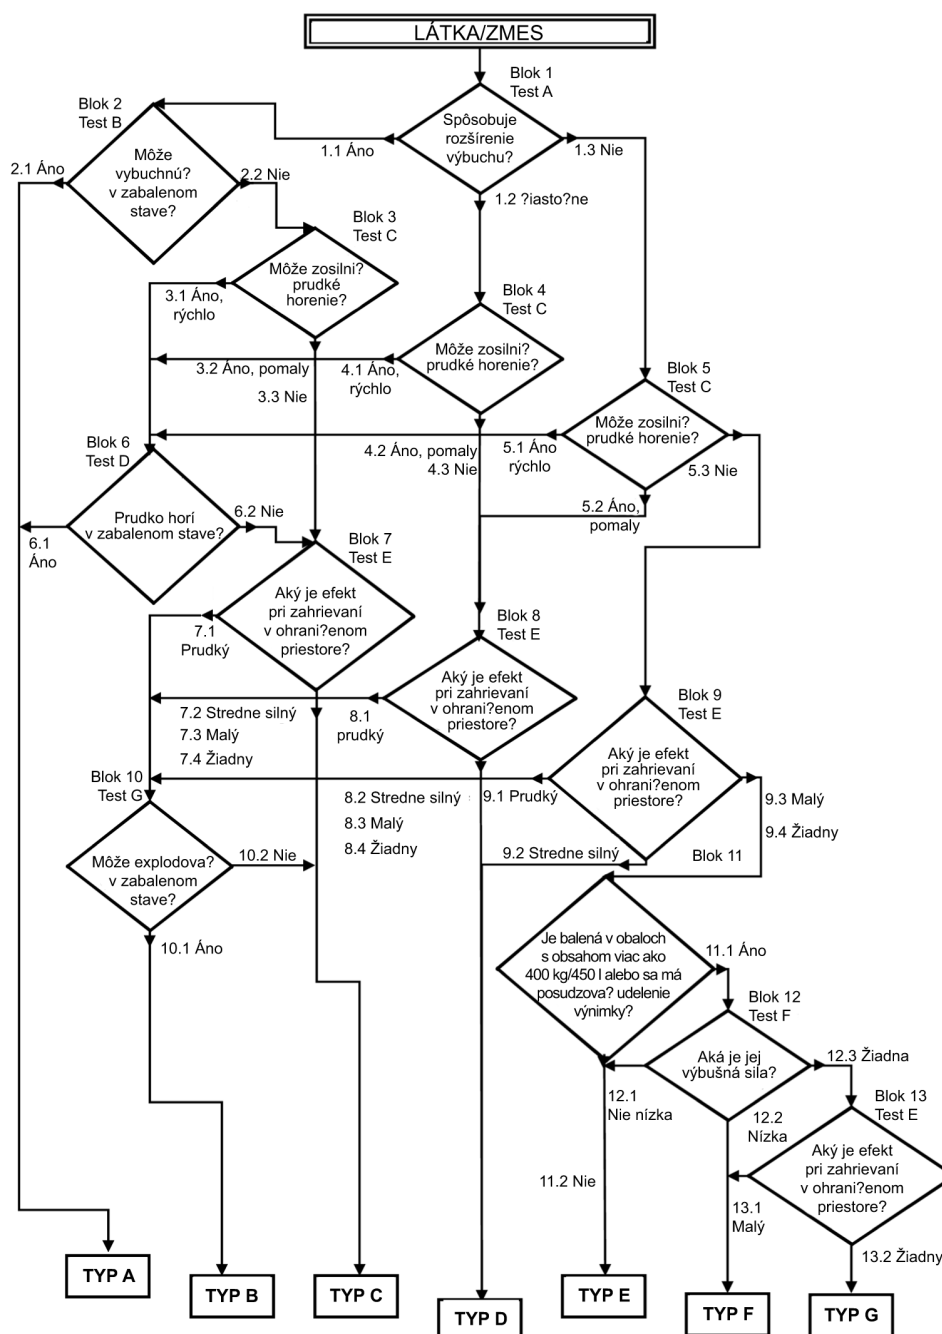 LÁTKA/ZMES
Blok 1
Test A
Spôsobuje
rozšírenie
výbuchu?
1.1 Áno
1.3 Nie
1.2 ?iasto?ne
Blok 2
Test B
Môže
vybuchnú?
v zabalenom
stave?
2.1 Áno
2.2 Nie
Blok 3
Test C
Môže zosilni?
prudké
horenie?
3.1 Áno,
rýchlo
3.2 Áno, pomaly
3.3 Nie
Blok 4
Test C
Môže zosilni?
prudké horenie?
4.1 Áno,
rýchlo
4.2 Áno, pomaly
4.3 Nie
Blok 5
Test C
Môže zosilni?
prudké horenie?
5.1 Áno
rýchlo
5.3 Nie
5.2 Áno,
pomaly
Blok 6
Test D
Prudko horí
v zabalenom stave?
6.1
Áno
6.2 Nie
Blok 7
Test E
Aký je efekt
pri zahrievaní
v ohrani?enom
priestore?
7.1
Prudký
7.2 Stredne silný
7.3 Malý
7.4 Žiadny
Blok 8
Test E
Aký je efekt
pri zahrievaní
v ohrani?enom
priestore?
8.1
prudký
8.2 Stredne silný
8.3 Malý
8.4 Žiadny
Blok 9
Test E
Aký je efekt
pri zahrievaní
v ohrani?enom
priestore?
9.1 Prudký
9.2 Stredne silný
9.3 Malý
9.4 Žiadny
Blok 10
Test G
Môže explodova?
v zabalenom
stave?
10.2 Nie
10.1 Áno
Blok 11
Je balená v obaloch
s obsahom viac ako
400 kg/450 l alebo sa má
posudzova? udelenie
výnimky?
11.1 Áno
11.2 Nie
Blok 12
Test F
Aká je jej
výbušná sila?
12.1
Nie nízka
12.2
Nízka
12.3 Žiadna
Blok 13
Test E
Aký je efekt
pri zahrievaní
v ohrani?enom
priestore?
13.1
Malý
13.2 Žiadny
TYP A
TYP B
TYP C
TYP D
TYP E
TYP F
TYP G